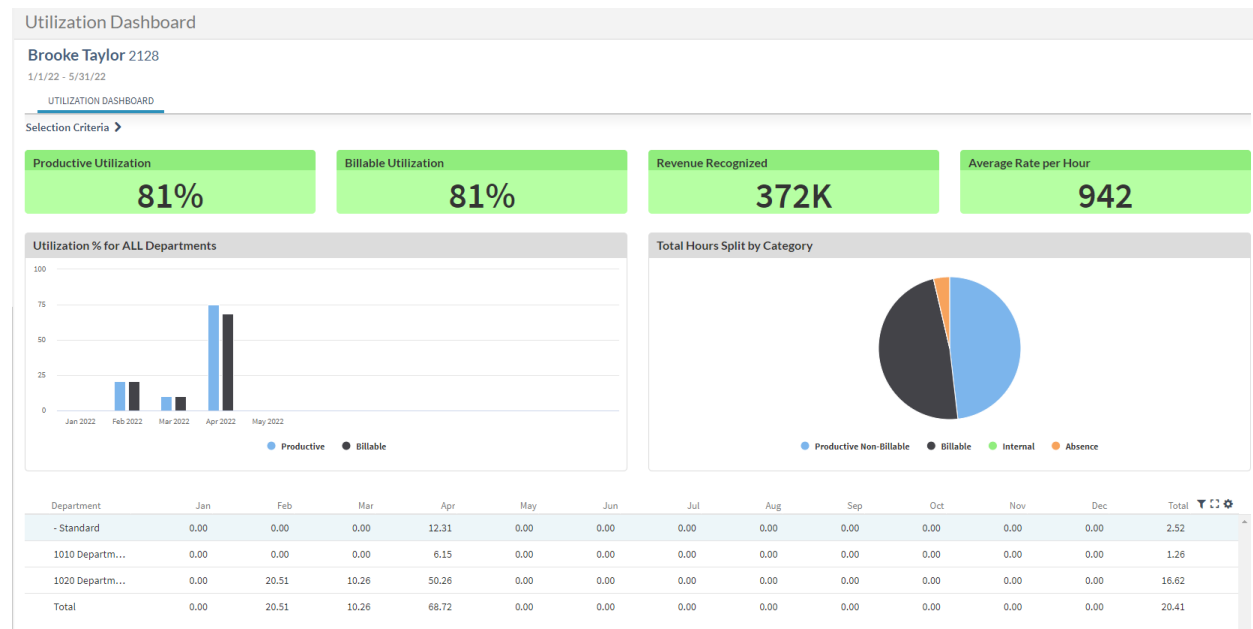 Utilization Dashboard
Brooke Taylor 2128
1/1/22 - 5/31/22
UTILIZATION DASHBOARD
Selection Criteria
Productive Utilization
81%
Billable Utilization
81%
Revenue Recognized
372K
Average Rate per Hour
942
Utilization % for ALL Departments
100
75
50
25
0
Jan 2022 Feb 2022 Mar 2022 Apr 2022 May 2022
Productive Billable
Total Hours Split by Category
Productive Non-Billable Billable Internal Absence
Department Jan Feb Mar Apr May Jun Jul Aug Sep Oct Nov Dec Total
- Standard 0.00 0.00 0.00 12.31 0.00 0.00 0.00 0.00 0.00 0.00 0.00 0.00 2.52
1010 Departm... 0.00 0.00 0.00 6.15 0.00 0.00 0.00 0.00 0.00 0.00 0.00 0.00 1.26
1020 Departm... 0.00 20.51 10.26 50.26 0.00 0.00 0.00 0.00 0.00 0.00 0.00 0.00 16.62
Total 0.00 20.51 10.26 68.72 0.00 0.00 0.00 0.00 0.00 0.00 0.00 0.00 20.41